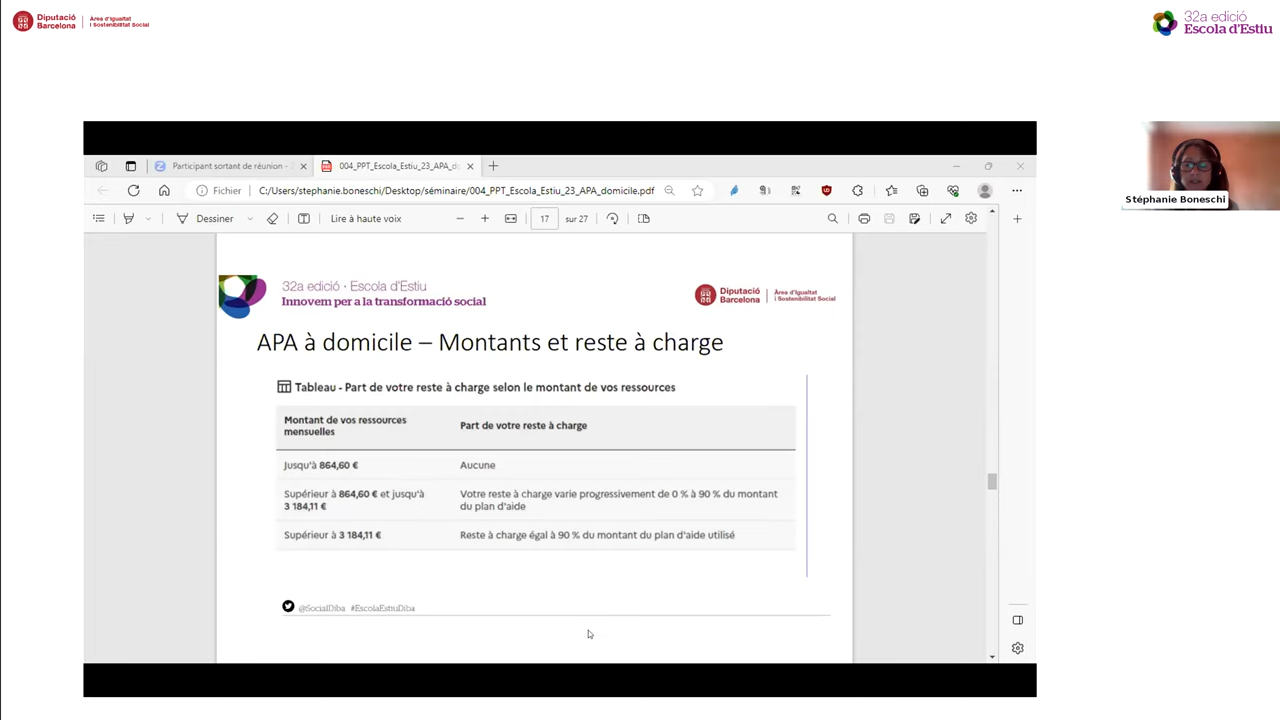 Diputació
Barcelona
Àrea d'Igualtat
i Sostenibilitat Social
32a edició
Escola d'Estiu
Participant sortant de réunion -
004_PPT_Escola_Estiu_23_APA_do
Fichier
C:/Users/stephanie.boneschi/Desktop/séminaire/004_PPT_Escola_Estiu_23_APA_domicile.pdf
Dessiner
Lire à haute voix
17
sur 27
Stéphanie Boneschi
32a edició · Escola d'Estiu
Innovem per a la transformació social
Diputació
Barcelona
Àrea d'Igualtat
i Sostenibilitat Social
APA à domicile – Montants et reste à charge
Tableau - Part de votre reste à charge selon le montant de vos ressources
Montant de vos ressources
mensuelles
Part de votre reste à charge
Jusqu'à 864,60 €
Aucune
Supérieur à 864,60 € et jusqu'à
3 184,11 €
Votre reste à charge varie progressivement de 0 % à 90 % du montant
du plan d'aide
Supérieur à 3 184,11 €
Reste à charge égal à 90 % du montant du plan d'aide utilisé
@SocialDiba #EscolaEstiuDiba